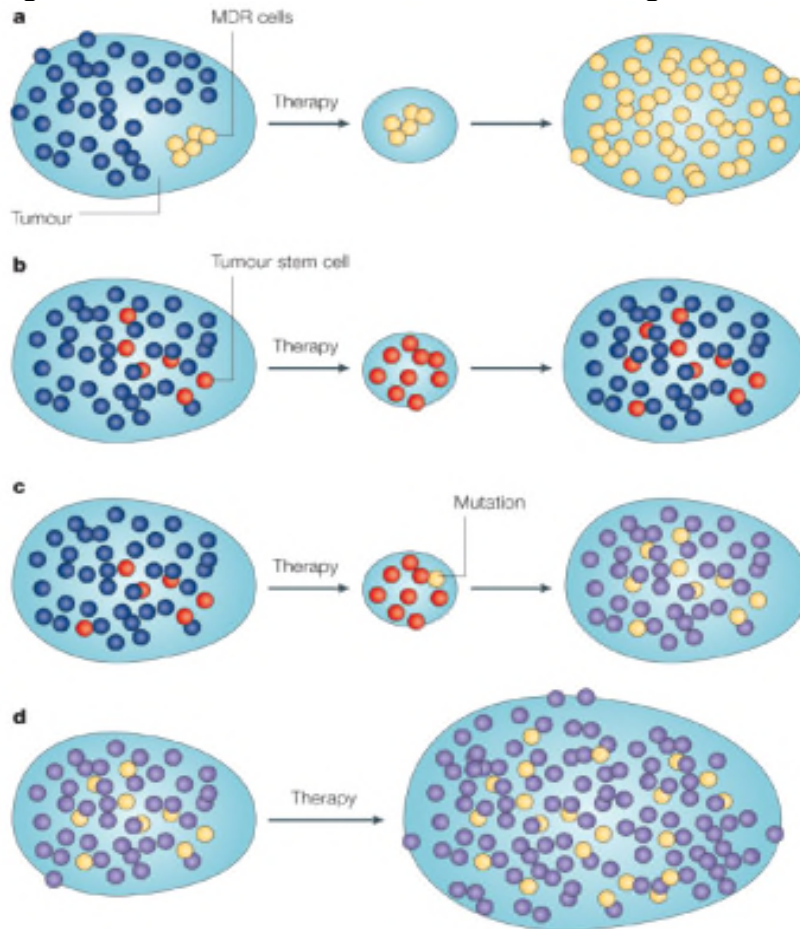 a
MDR cells
Therapy
Tumour
b
Tumour stem cell
Therapy
c
Mutation
Therapy
d
Therapy